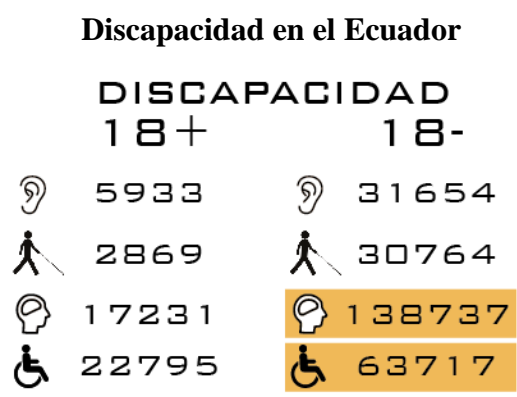 Discapacidad en el Ecuador
DISCAPACIDAD
18+ 18-
5933 31654
2869 30764
17231 138737
22795 63717